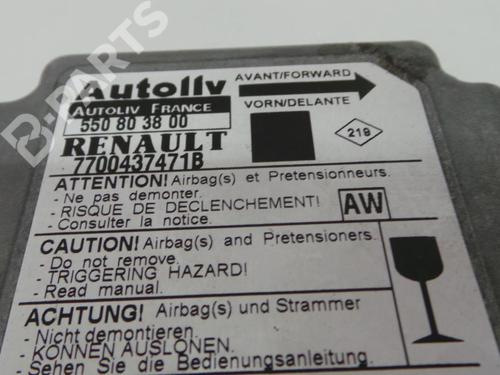 B-PARTS
Autoliv
AVANT/FORWARD
AUTOLIV FRANCE
VORN/DELANTE
550 80 38 00
219
RENAULT
7700437471B
ATTENTION! Airbag(s) et Pretensionneurs.
- Ne pas demonter.
- RISQUE DE DECLENCHEMENT!
- Consulter la notice.
AW
CAUTION! Airbag(s) and Pretensioners.
- Do not remove.
- TRIGGERING HAZARD!
- Read manual.
ACHTUNG! Airbag(s) und Strammer
- Nicht demontieren.
- KONNEN AUSLONEN.
- Sehen Sie die Bedienungsanleitung.